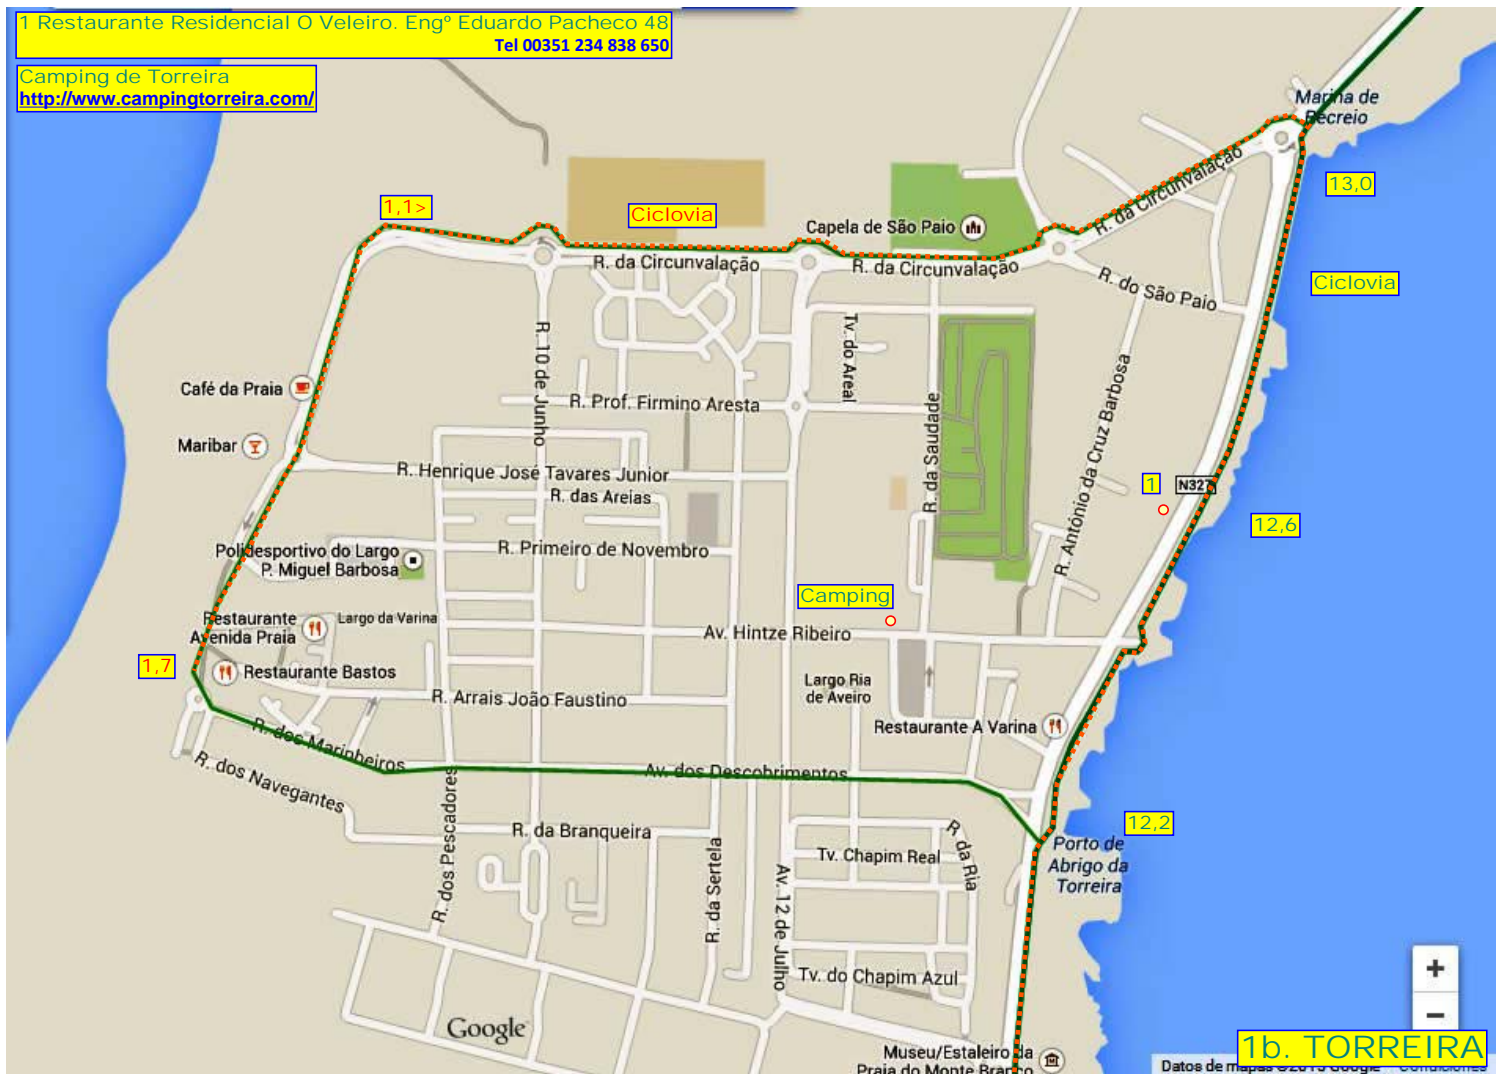 1 Restaurante Residencial O Veleiro. Engº Eduardo Pacheco 48
Tel 00351 234 838 650
Camping de Torreira
http://www.campingtorreira.com/
Marina de
Recreio
13,0
1,1>
Ciclovia
Capela de São Paio
R. da Circunvalação
R. da Circunvalação
R. da Circunvalação
R. do São Paio
Ciclovia
R. 10 de Junho
Tv. do Areal
Café da Praia
R. Prof. Firmino Aresta
R. da Saudade
R. António da Cruz Barbosa
Maribar
R. Henrique José Tavares Junior
R. das Areias
1
N327
12,6
Polidesportivo do Largo
P. Miguel Barbosa
R. Primeiro de Novembro
Camping
Restaurante
Avenida Praia
Largo da Varina
Av. Hintze Ribeiro
1,7
Restaurante Bastos
R. Arrais João Faustino
Largo Ria
de Aveiro
Restaurante A Varina
R. dos Marinheiros
R. dos Navegantes
Av. dos Descobrimentos
R. dos Pescadores
R. da Branqueira
12,2
Porto de
Abrigo da
Torreira
R. da Sertela
Av. 12 de Julho
Tv. Chapim Real
R. da Ria
Tv. do Chapim Azul
Google
Museu/Estaleiro da
Praia do Monte Branco
+
−
1b. TORREIRA
Datos de mapas ©2015 Google
Condiciones